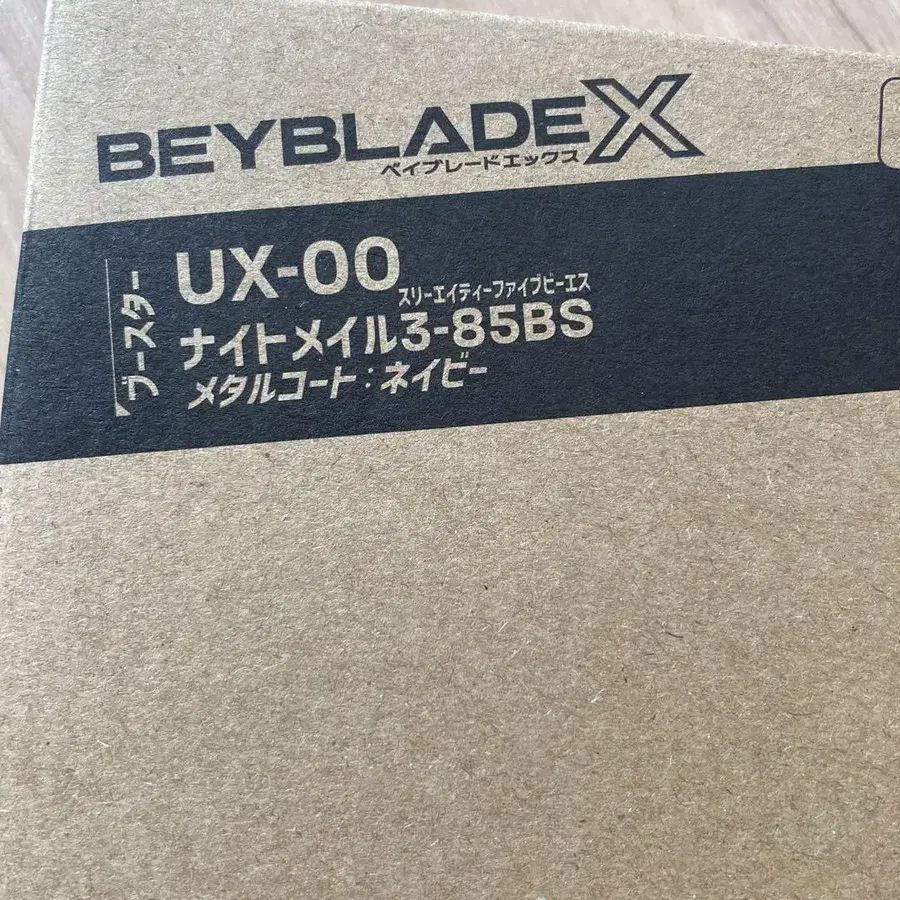 BEYBLADE X
ベイブレードエックス
ブースター
UX-00
スリーエイティーファイブビーエス
ナイトメイル3-85BS
メタルコート：ネイビー